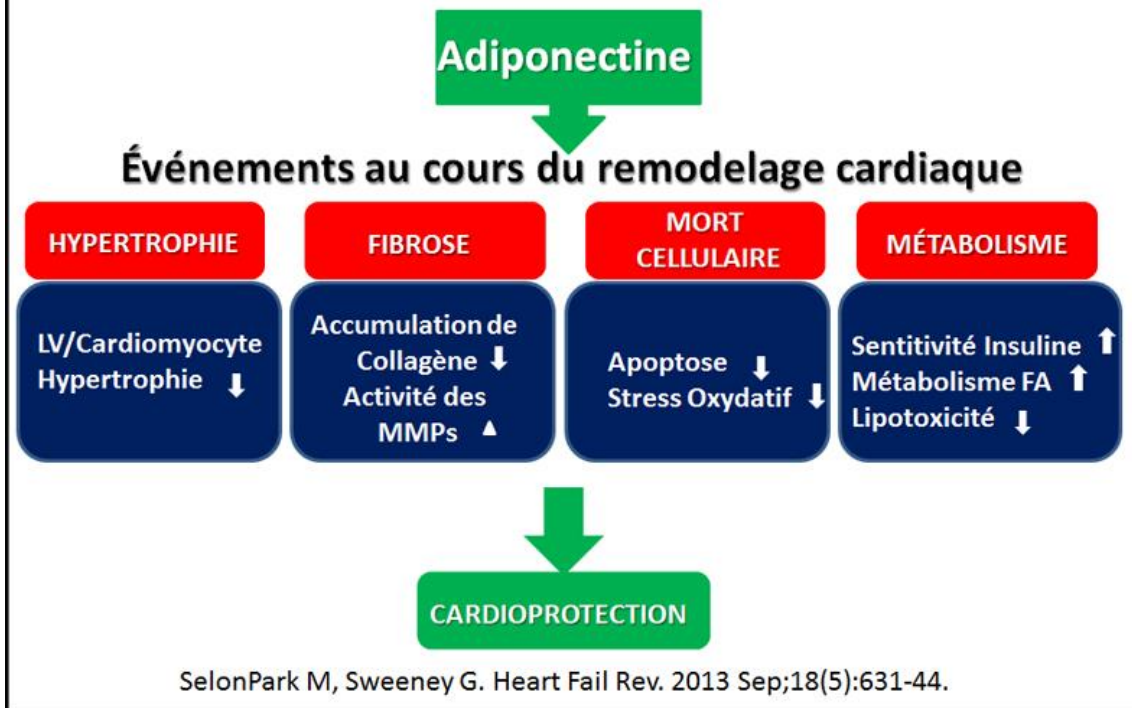 Adiponectine
Événements au cours du remodelage cardiaque
HYPERTROPHIE
LV/Cardiomyocyte
Hypertrophie ⬇
FIBROSE
Accumulation de
Collagène ⬇
Activité des
MMPs ▲
MORT
CELLULAIRE
Apoptose ⬇
Stress Oxydatif ⬇
MÉTABOLISME
Sentitivité Insuline ⬆
Métabolisme FA ⬆
Lipotoxicité ⬇
CARDIOPROTECTION
SelonPark M, Sweeney G. Heart Fail Rev. 2013 Sep;18(5):631-44.